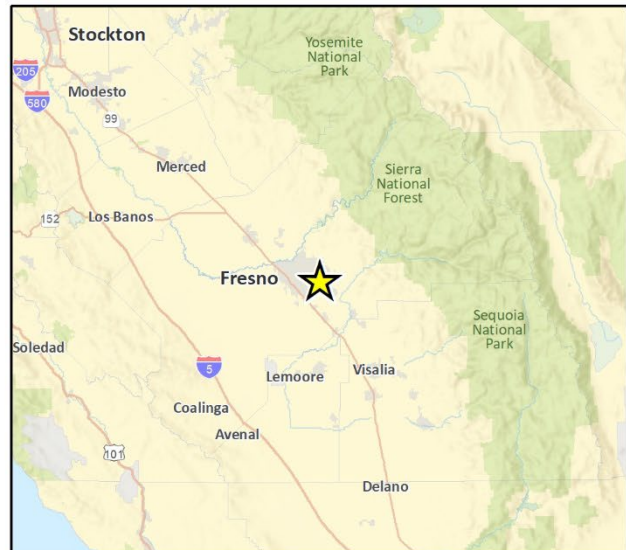 Stockton
Yosemite
National
Park
205
Modesto
580
99
Merced
Sierra
National
Forest
152
Los Banos
Fresno
Sequoia
National
Park
Soledad
5
Lemoore
Visalia
Coalinga
Avenal
101
Delano